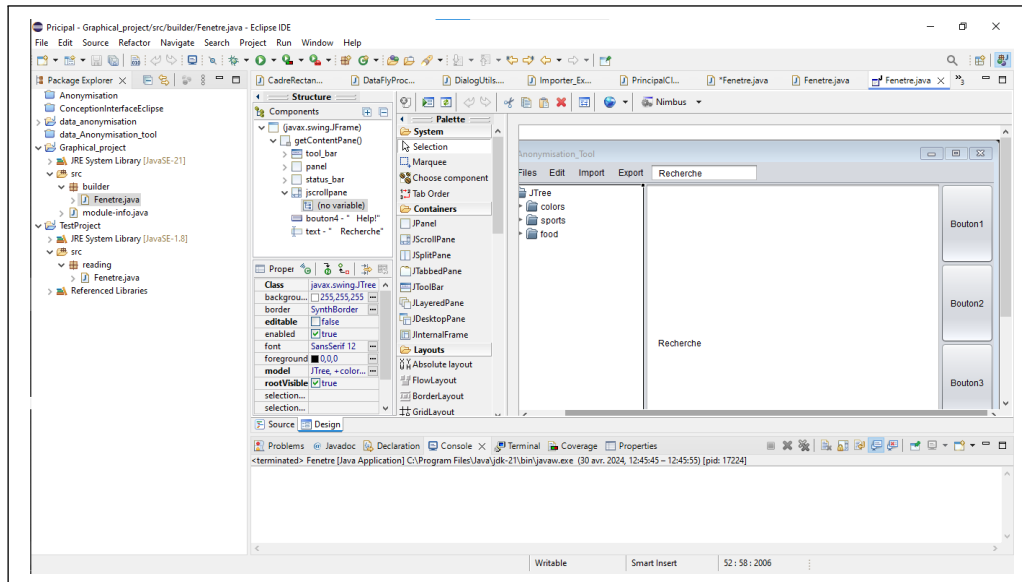 Pricipal - Graphical_project/src/builder/Fenetre.java - Eclipse IDE
File Edit Source Refactor Navigate Search Project Run Window Help
Package Explorer
Anonymisation
ConceptionInterfaceEclipse
data_anonymisation
data_Anonymisation_tool
Graphical_project
JRE System Library [JavaSE-21]
src
builder
Fenetre.java
module-info.java
TestProject
JRE System Library [JavaSE-1.8]
src
reading
Fenetre.java
Referenced Libraries
CadreRectan... DataFlyProc... DialogUtils.... Importer_Ex... PrincipalCl... *Fenetre.java Fenetre.java Fenetre.java
Structure
Components
(javax.swing.JFrame)
getContentPane()
tool_bar
panel
status_bar
jscrollpane
(no variable)
bouton4 - " Help!"
text - " Recherche"
Proper
Class javax.swing.JTree
backgrou... 255,255,255
border SynthBorder
editable false
enabled true
font SansSerif 12
foreground 0,0,0
model JTree, +color...
rootVisible true
selection...
selection...
Nimbus
Palette
System
Selection
Marquee
Choose component
Tab Order
Containers
JPanel
JScrollPane
JSplitPane
JTabbedPane
JToolBar
JLayeredPane
JDesktopPane
JInternalFrame
Layouts
Absolute layout
FlowLayout
BorderLayout
GridLayout
Anonymisation_Tool
Files Edit Import Export Recherche
JTree
colors
sports
food
Recherche
Bouton1
Bouton2
Bouton3
Source Design
Problems Javadoc Declaration Console Terminal Coverage Properties
<terminated> Fenetre [Java Application] C:\Program Files\Java\jdk-21\bin\javaw.exe (30 avr. 2024, 12:45:45 – 12:45:55) [pid: 17224]
Writable Smart Insert 52 : 58 : 2006